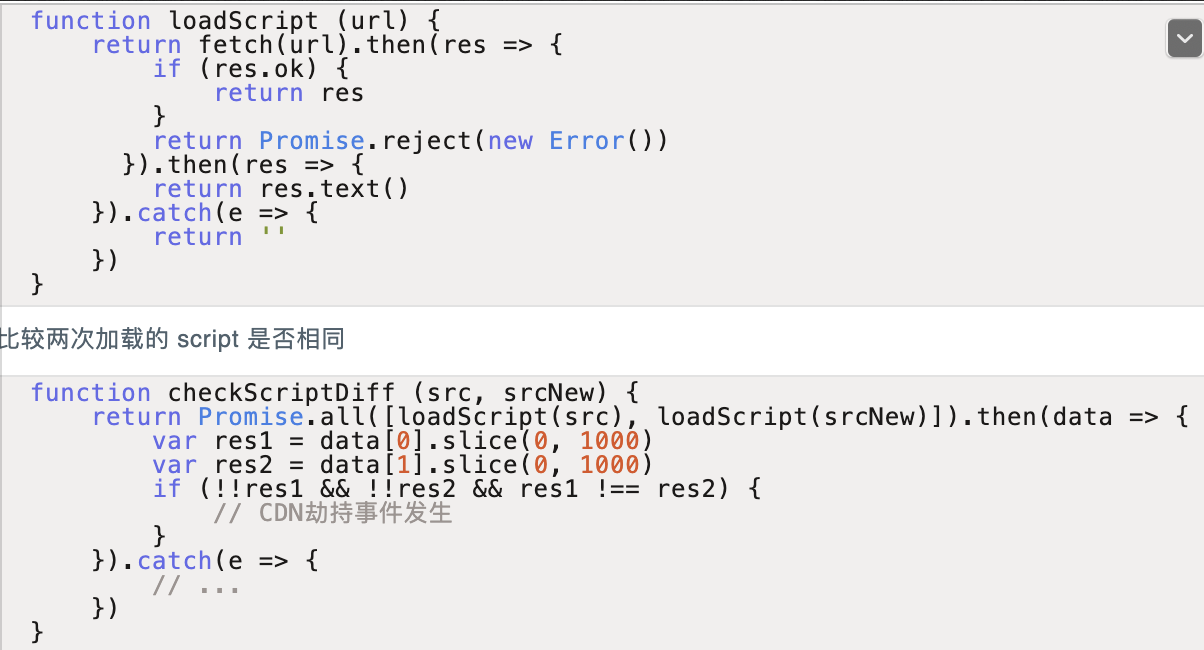 function loadScript (url) {
    return fetch(url).then(res => {
        if (res.ok) {
            return res
        }
        return Promise.reject(new Error())
      }).then(res => {
        return res.text()
    }).catch(e => {
        return ''
    })
}
比较两次加载的 script 是否相同
function checkScriptDiff (src, srcNew) {
    return Promise.all([loadScript(src), loadScript(srcNew)]).then(data => {
        var res1 = data[0].slice(0, 1000)
        var res2 = data[1].slice(0, 1000)
        if (!!res1 && !!res2 && res1 !== res2) {
            // CDN劫持事件发生
        }
    }).catch(e => {
        // ...
    })
}